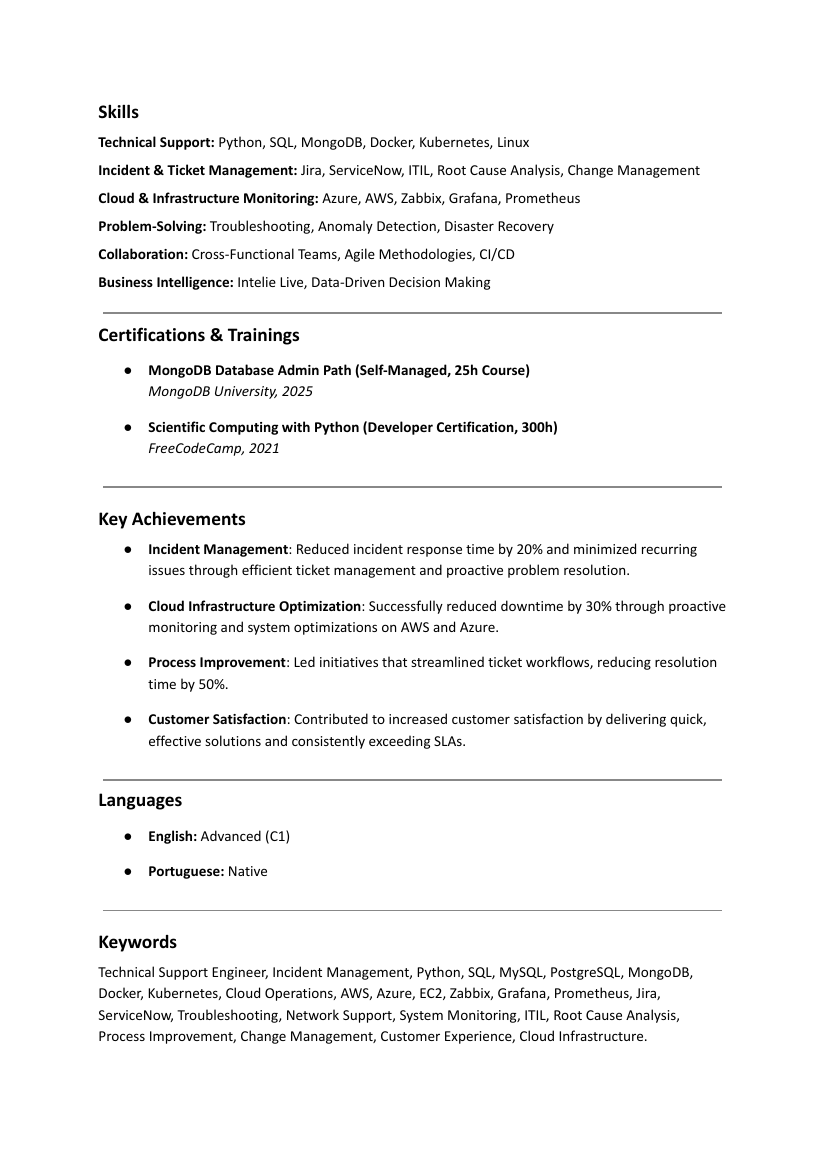 Skills
Technical Support: Python, SQL, MongoDB, Docker, Kubernetes, Linux
Incident & Ticket Management: Jira, ServiceNow, ITIL, Root Cause Analysis, Change Management
Cloud & Infrastructure Monitoring: Azure, AWS, Zabbix, Grafana, Prometheus
Problem-Solving: Troubleshooting, Anomaly Detection, Disaster Recovery
Collaboration: Cross-Functional Teams, Agile Methodologies, CI/CD
Business Intelligence: Intelie Live, Data-Driven Decision Making
Certifications & Trainings
● MongoDB Database Admin Path (Self-Managed, 25h Course)
MongoDB University, 2025
● Scientific Computing with Python (Developer Certification, 300h)
FreeCodeCamp, 2021
Key Achievements
● Incident Management: Reduced incident response time by 20% and minimized recurring
issues through efficient ticket management and proactive problem resolution.
● Cloud Infrastructure Optimization: Successfully reduced downtime by 30% through proactive
monitoring and system optimizations on AWS and Azure.
● Process Improvement: Led initiatives that streamlined ticket workflows, reducing resolution
time by 50%.
● Customer Satisfaction: Contributed to increased customer satisfaction by delivering quick,
effective solutions and consistently exceeding SLAs.
Languages
● English: Advanced (C1)
● Portuguese: Native
Keywords
Technical Support Engineer, Incident Management, Python, SQL, MySQL, PostgreSQL, MongoDB,
Docker, Kubernetes, Cloud Operations, AWS, Azure, EC2, Zabbix, Grafana, Prometheus, Jira,
ServiceNow, Troubleshooting, Network Support, System Monitoring, ITIL, Root Cause Analysis,
Process Improvement, Change Management, Customer Experience, Cloud Infrastructure.